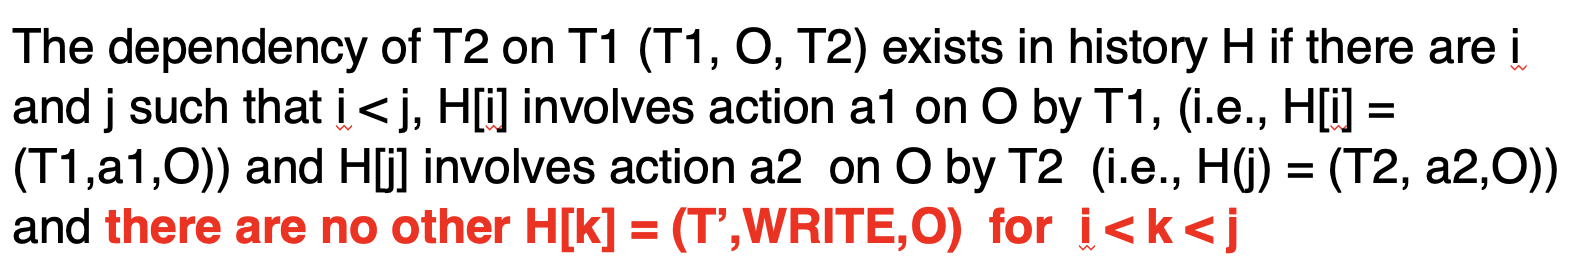 The dependency of T2 on T1 (T1, O, T2) exists in history H if there are i
and j such that i < j, H[i] involves action a1 on O by T1, (i.e., H[i] =
(T1,a1,O)) and H[j] involves action a2  on O by T2  (i.e., H(j) = (T2, a2,O))
and there are no other H[k] = (T’,WRITE,O)  for  i < k < j